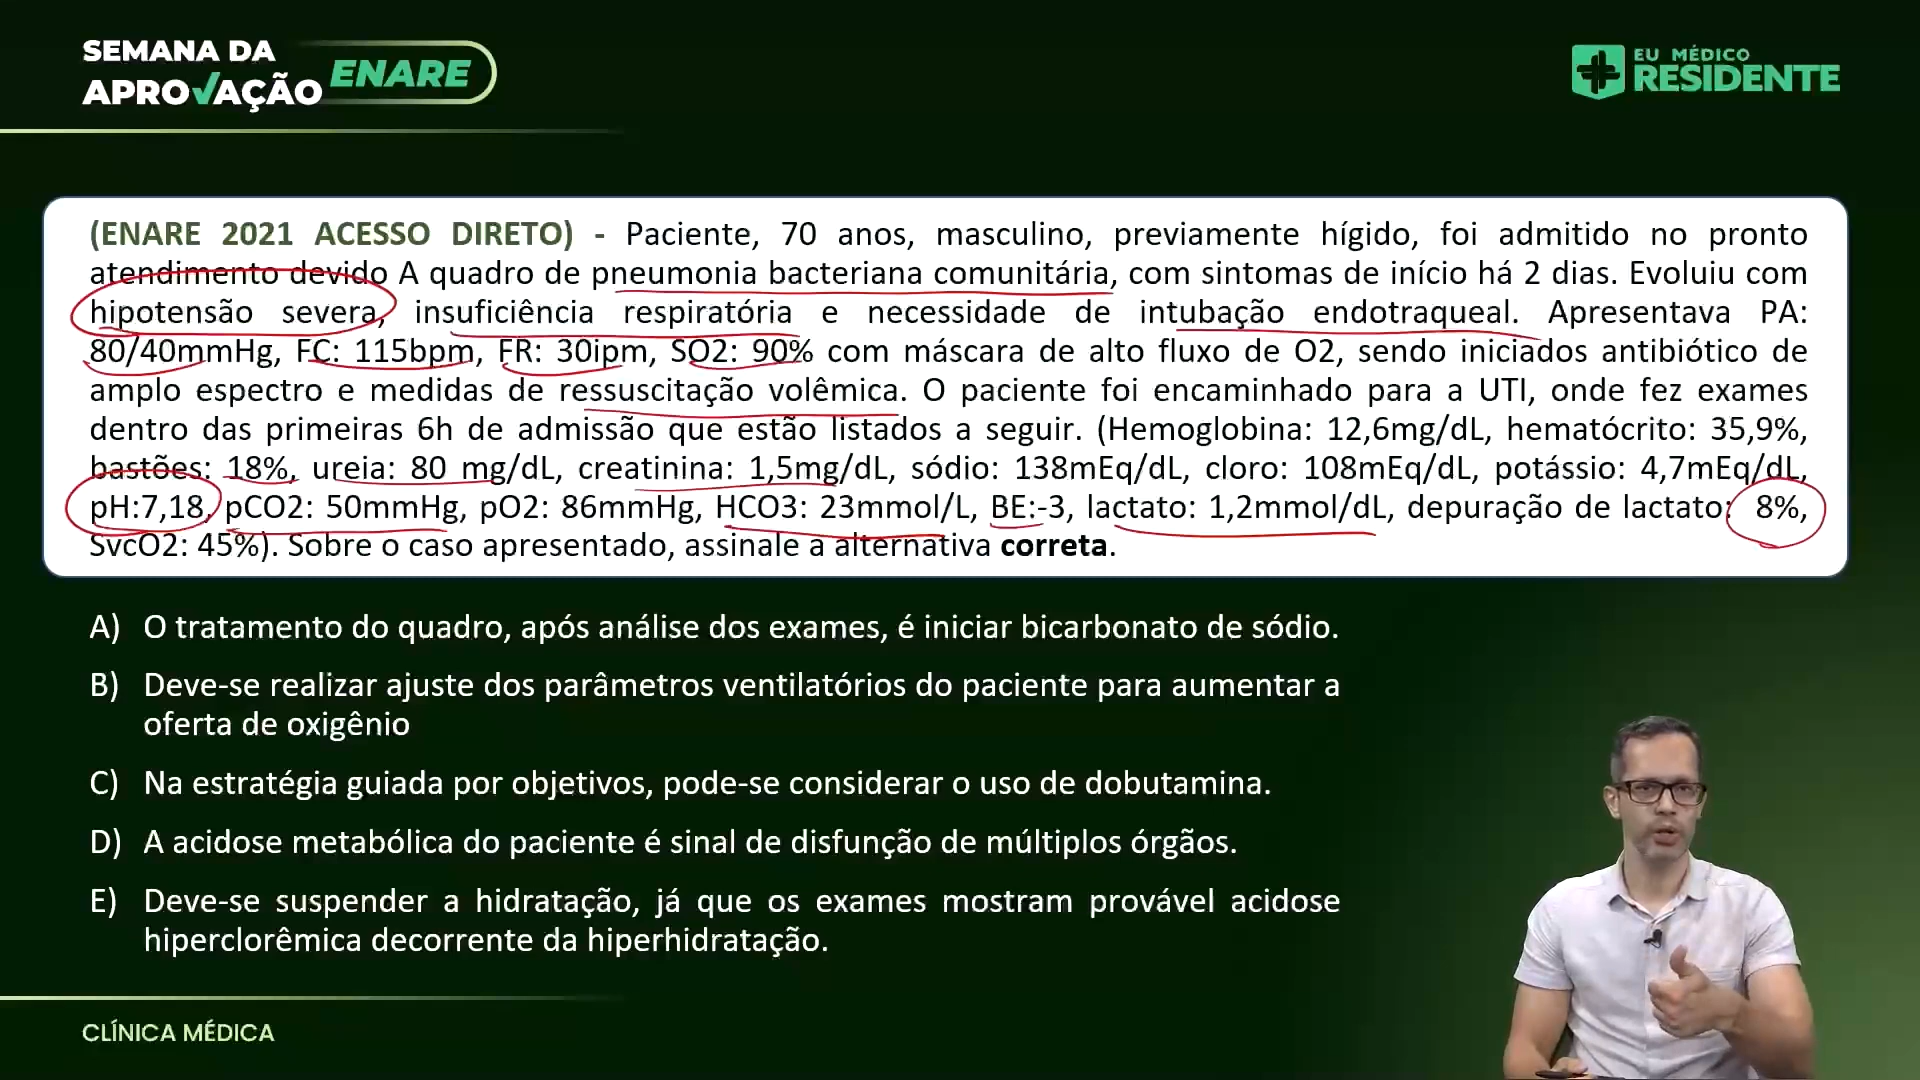 SEMANA DA
APROVAÇÃO ENARE
EU MÉDICO
RESIDENTE
(ENARE 2021 ACESSO DIRETO) - Paciente, 70 anos, masculino, previamente hígido, foi admitido no pronto
atendimento devido A quadro de pneumonia bacteriana comunitária, com sintomas de início há 2 dias. Evoluiu com
hipotensão severa, insuficiência respiratória e necessidade de intubação endotraqueal. Apresentava PA:
80/40mmHg, FC: 115bpm, FR: 30ipm, SO2: 90% com máscara de alto fluxo de O2, sendo iniciados antibiótico de
amplo espectro e medidas de ressuscitação volêmica. O paciente foi encaminhado para a UTI, onde fez exames
dentro das primeiras 6h de admissão que estão listados a seguir. (Hemoglobina: 12,6mg/dL, hematócrito: 35,9%,
bastões: 18%, ureia: 80 mg/dL, creatinina: 1,5mg/dL, sódio: 138mEq/dL, cloro: 108mEq/dL, potássio: 4,7mEq/dL,
pH:7,18, pCO2: 50mmHg, pO2: 86mmHg, HCO3: 23mmol/L, BE:-3, lactato: 1,2mmol/dL, depuração de lactato: 8%,
SvcO2: 45%). Sobre o caso apresentado, assinale a alternativa correta.
A) O tratamento do quadro, após análise dos exames, é iniciar bicarbonato de sódio.
B) Deve-se realizar ajuste dos parâmetros ventilatórios do paciente para aumentar a
oferta de oxigênio
C) Na estratégia guiada por objetivos, pode-se considerar o uso de dobutamina.
D) A acidose metabólica do paciente é sinal de disfunção de múltiplos órgãos.
E) Deve-se suspender a hidratação, já que os exames mostram provável acidose
hiperclorêmica decorrente da hiperhidratação.
CLÍNICA MÉDICA